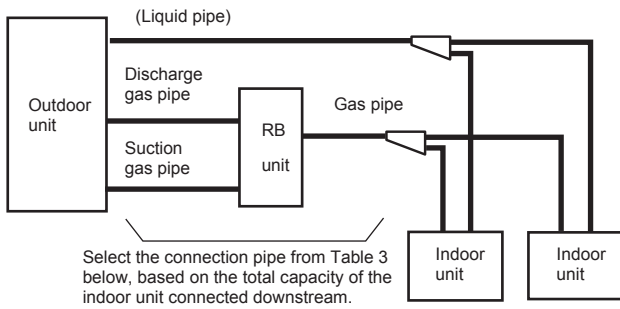 (Liquid pipe)
Discharge
gas pipe
Outdoor
unit
Gas pipe
RB
unit
Suction
gas pipe
Select the connection pipe from Table 3
below, based on the total capacity of the
indoor unit connected downstream.
Indoor
unit
Indoor
unit